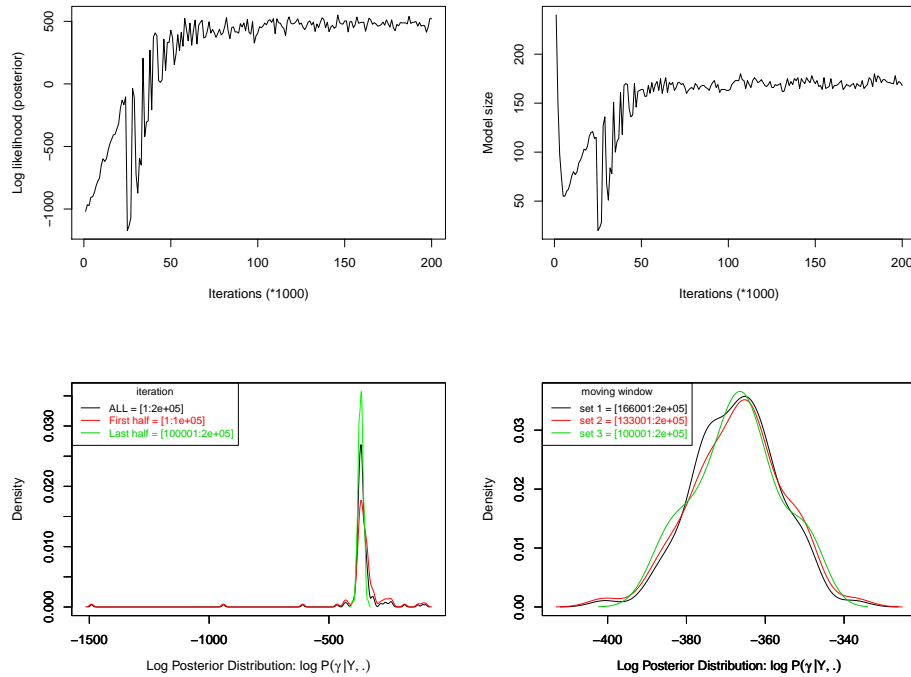 Log likelihood (posterior)
500
0
−500
−1000
0 50 100 150 200
Iterations (*1000)
Model size
200
150
100
50
0 50 100 150 200
Iterations (*1000)
Density
0.030
0.020
0.010
0.000
iteration
ALL = [1:2e+05]
First half = [1:1e+05]
Last half = [100001:2e+05]
−1500 −1000 −500
Log Posterior Distribution: log P(γ|Y, .)
Density
0.03
0.02
0.01
0.00
moving window
set 1 = [166001:2e+05]
set 2 = [133001:2e+05]
set 3 = [100001:2e+05]
−400 −380 −360 −340
Log Posterior Distribution: log P(γ|Y, .)